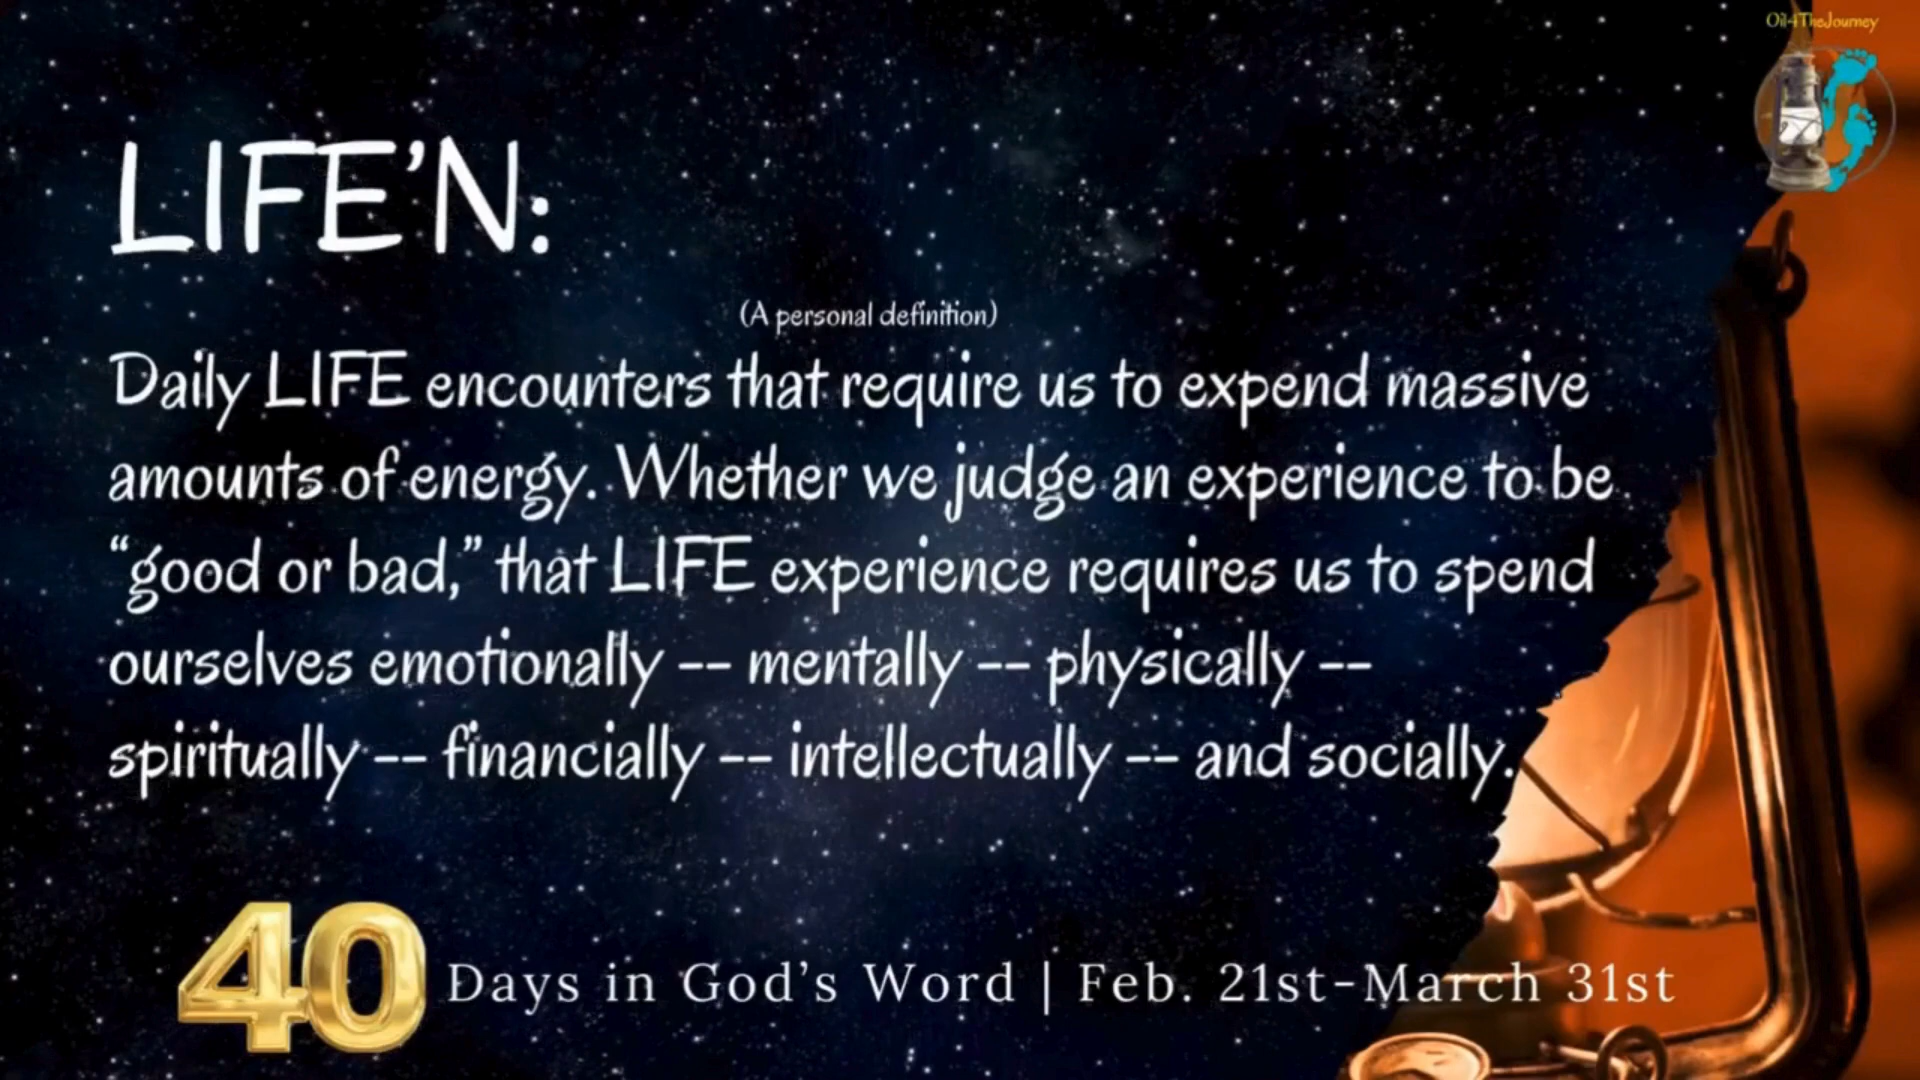 Oil4TheJourney
LIFE’N:
(A personal definition)
Daily LIFE encounters that require us to expend massive
amounts of energy. Whether we judge an experience to be
“good or bad,” that LIFE experience requires us to spend
ourselves emotionally -- mentally -- physically --
spiritually -- financially -- intellectually -- and socially.
40 Days in God’s Word | Feb. 21st-March 31st